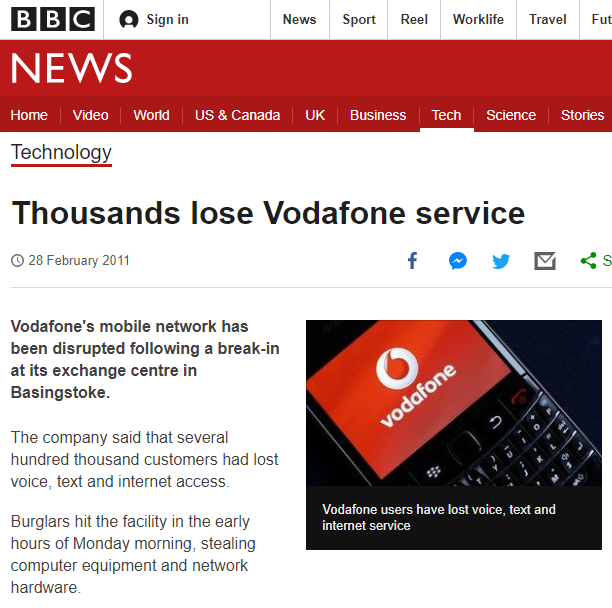 BBC Sign in News Sport Reel Worklife Travel Fut
NEWS
Home Video World US & Canada UK Business Tech Science Stories
Technology
Thousands lose Vodafone service
28 February 2011
S
Vodafone's mobile network has
been disrupted following a break-in
at its exchange centre in
Basingstoke.
The company said that several
hundred thousand customers had lost
voice, text and internet access.
Burglars hit the facility in the early
hours of Monday morning, stealing
computer equipment and network
hardware.
vodafone
Vodafone users have lost voice, text and
internet service